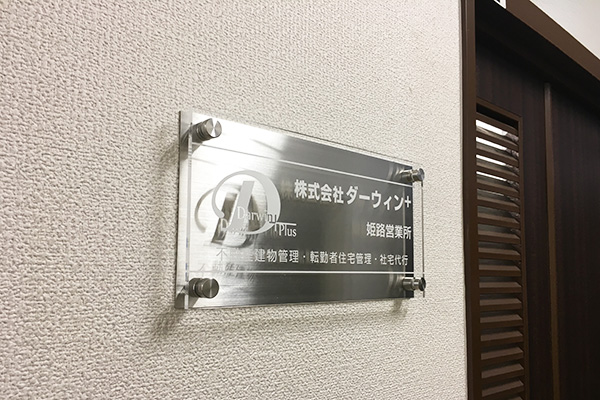 株式会社 ダーウィン+
Darwin
Plus
姫路営業所
建物管理・転勤者住宅管理・社宅代行